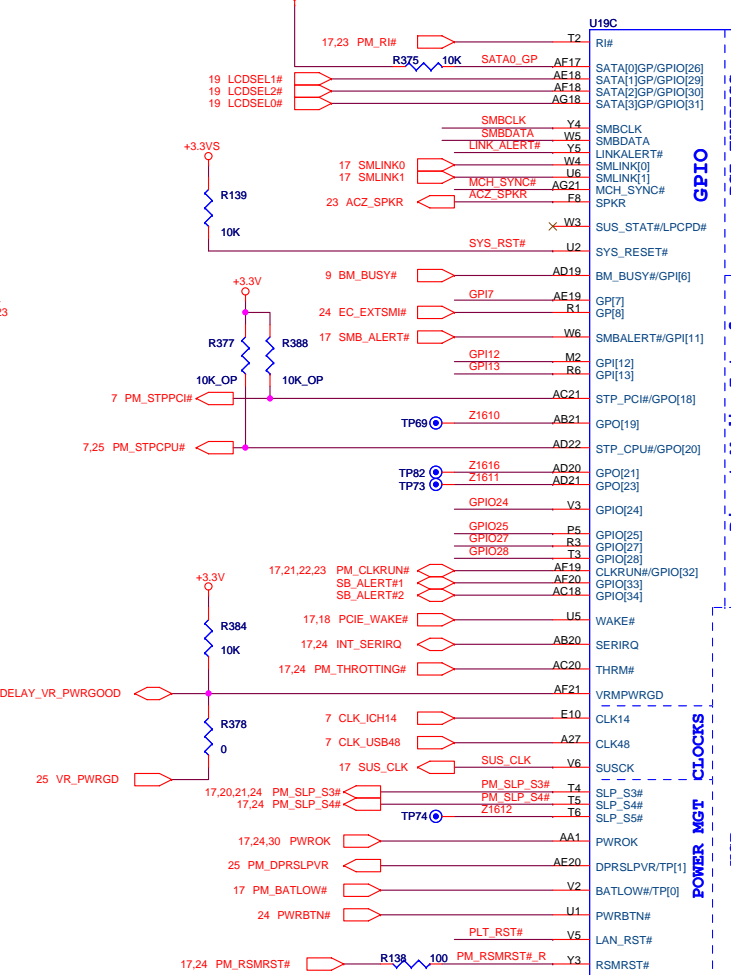 U19C
17,23 PM_RI# T2 RI#
R375 10K SATA0_GP AF17 SATA[0]GP/GPIO[26]
19 LCDSEL1# AE18 SATA[1]GP/GPIO[29]
19 LCDSEL2# AF18 SATA[2]GP/GPIO[30]
19 LCDSEL0# AG18 SATA[3]GP/GPIO[31]
SMBCLK Y4 SMBCLK
SMBDATA W5 SMBDATA
LINK_ALERT# Y5 LINKALERT#
17 SMLINK0 W4 SMLINK[0]
17 SMLINK1 U6 SMLINK[1]
MCH_SYNC# AG21 MCH_SYNC#
23 ACZ_SPKR ACZ_SPKR F8 SPKR
GPIO
+3.3VS
R139
10K
W3 SUS_STAT#/LPCPD#
SYS_RST# U2 SYS_RESET#
9 BM_BUSY# AD19 BM_BUSY#/GPI[6]
+3.3V
GPI7 AE19 GP[7]
24 EC_EXTSMI# R1 GP[8]
17 SMB_ALERT# W6 SMBALERT#/GPI[11]
R377 R388
GPI12 M2 GPI[12]
GPI13 R6 GPI[13]
10K_OP 10K_OP
7 PM_STPPCI# AC21 STP_PCI#/GPO[18]
TP69 Z1610 AB21 GPO[19]
7,25 PM_STPCPU# AD22 STP_CPU#/GPO[20]
TP82 Z1616 AD20 GPO[21]
TP73 Z1611 AD21 GPO[23]
GPIO24 V3 GPIO[24]
GPIO25 P5 GPIO[25]
GPIO27 R3 GPIO[27]
GPIO28 T3 GPIO[28]
17,21,22,23 PM_CLKRUN# AF19 CLKRUN#/GPIO[32]
SB_ALERT#1 AF20 GPIO[33]
SB_ALERT#2 AC18 GPIO[34]
+3.3V
R384
10K
17,18 PCIE_WAKE# U5 WAKE#
17,24 INT_SERIRQ AB20 SERIRQ
17,24 PM_THROTTING# AC20 THRM#
DELAY_VR_PWRGOOD AF21 VRMPWRGD
R378
0
7 CLK_ICH14 E10 CLK14
7 CLK_USB48 A27 CLK48
17 SUS_CLK SUS_CLK V6 SUSCK
CLOCKS
25 VR_PWRGD
17,20,21,24 PM_SLP_S3# PM_SLP_S3# T4 SLP_S3#
17,24 PM_SLP_S4# PM_SLP_S4# T5 SLP_S4#
TP74 Z1612 T6 SLP_S5#
17,24,30 PWROK AA1 PWROK
25 PM_DPRSLPVR AE20 DPRSLPVR/TP[1]
17 PM_BATLOW# V2 BATLOW#/TP[0]
24 PWRBTN# U1 PWRBTN#
POWER MGT
PLT_RST# V5 LAN_RST#
17,24 PM_RSMRST# R138 100 PM_RSMRST#_R Y3 RSMRST#